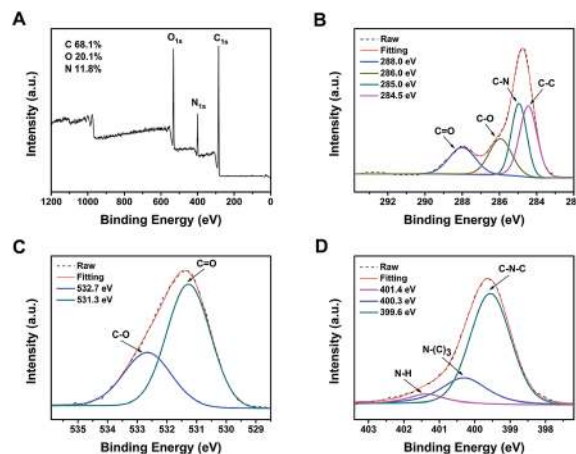 A
C 68.1%
O 20.1%
N 11.8%
O1s
C1s
N1s
Intensity (a.u.)
1200 1000 800 600 400 200 0
Binding Energy (eV)
B
Raw
Fitting
288.0 eV
286.0 eV
285.0 eV
284.5 eV
C-N
C-C
C-O
C=O
Intensity (a.u.)
292 290 288 286 284 282
Binding Energy (eV)
C
Raw
Fitting
532.7 eV
531.3 eV
C=O
C-O
Intensity (a.u.)
535 534 533 532 531 530 529
Binding Energy (eV)
D
Raw
Fitting
401.4 eV
400.3 eV
399.6 eV
C-N-C
N-(C)3
N-H
Intensity (a.u.)
403 402 401 400 399 398
Binding Energy (eV)